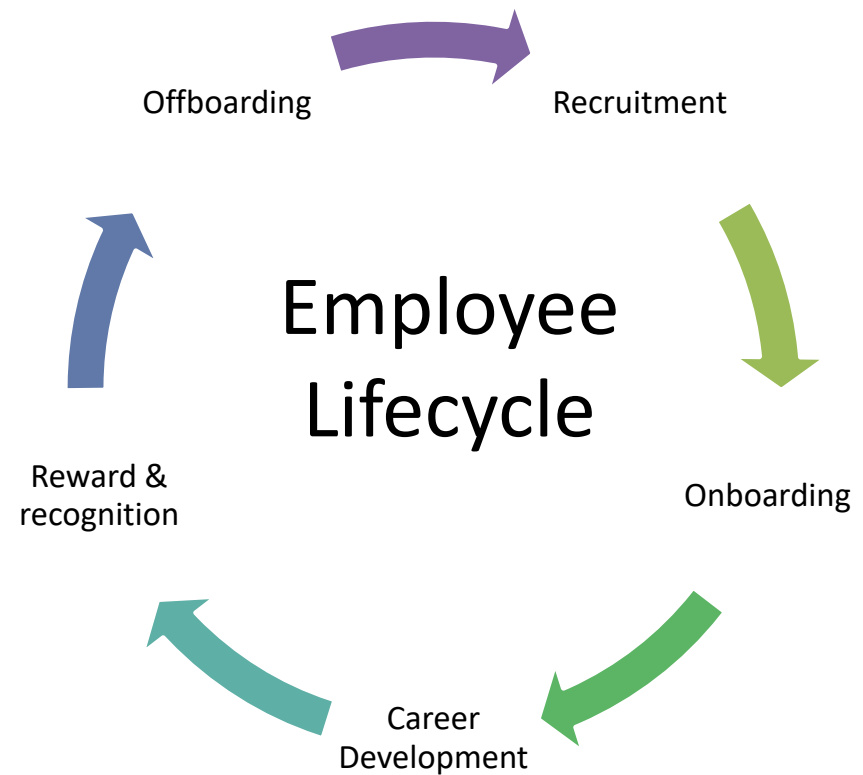 Offboarding
Recruitment
Employee
Lifecycle
Reward &
recognition
Onboarding
Career
Development